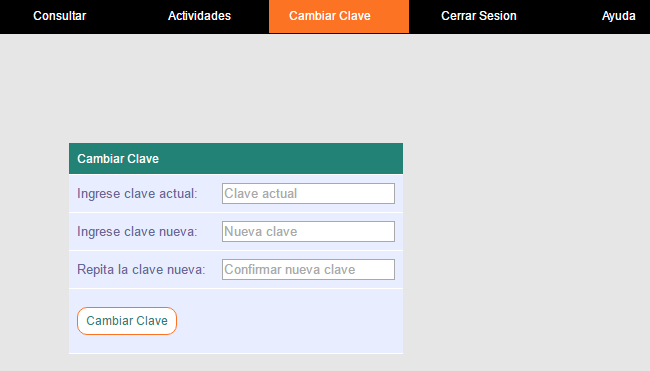 Consultar Actividades Cambiar Clave Cerrar Sesion Ayuda
Cambiar Clave
Ingrese clave actual: Clave actual
Ingrese clave nueva: Nueva clave
Repita la clave nueva: Confirmar nueva clave
Cambiar Clave